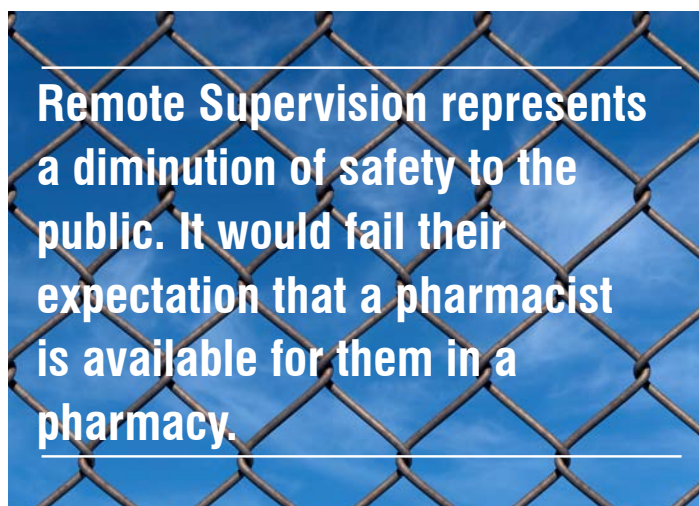 Remote Supervision represents
a diminution of safety to the
public. It would fail their
expectation that a pharmacist
is available for them in a
pharmacy.